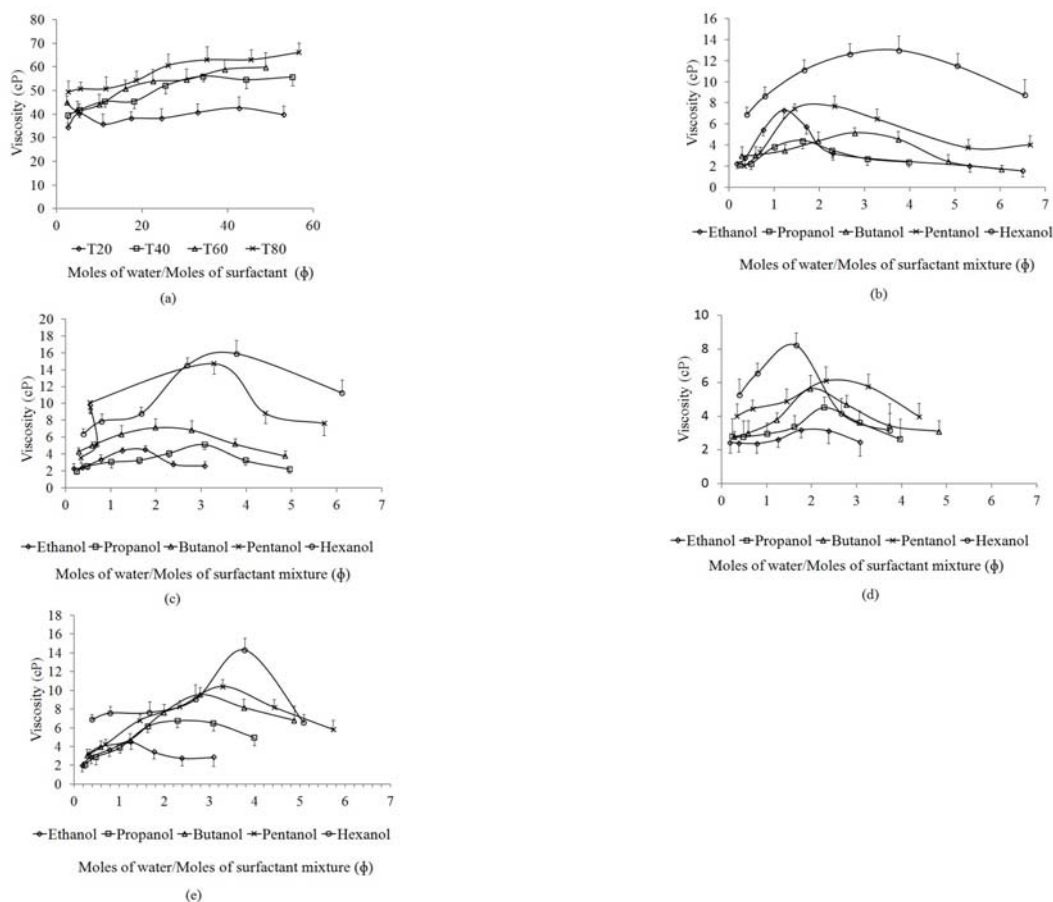 80
70
60
50
40
30
20
10
0
Viscosity (cP)
0 20 40 60
T20 T40 T60 T80
Moles of water/Moles of surfactant (ϕ)
(a)
16
14
12
10
8
6
4
2
0
Viscosity (cP)
0 1 2 3 4 5 6 7
Ethanol Propanol Butanol Pentanol Hexanol
Moles of water/Moles of surfactant mixture (ϕ)
(b)
20
18
16
14
12
10
8
6
4
2
0
Viscosity (cP)
0 1 2 3 4 5 6 7
Ethanol Propanol Butanol Pentanol Hexanol
Moles of water/Moles of surfactant mixture (ϕ)
(c)
10
8
6
4
2
0
Viscosity (cP)
0 1 2 3 4 5 6 7
Ethanol Propanol Butanol Pentanol Hexanol
Moles of water/Moles of surfactant mixture (ϕ)
(d)
18
16
14
12
10
8
6
4
2
0
Viscosity (cP)
0 1 2 3 4 5 6 7
Ethanol Propanol Butanol Pentanol Hexanol
Moles of water/Moles of surfactant mixture (ϕ)
(e)